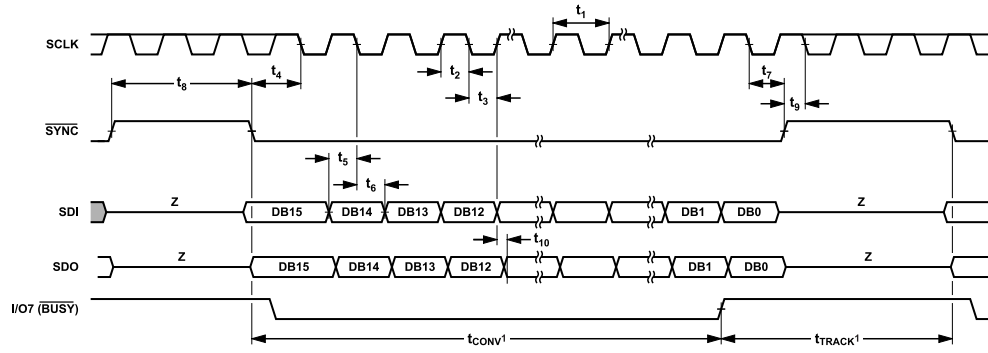 t1
SCLK
t8
t4
t2
t7
t3
t9
SYNC
t5
t6
SDI
Z
DB15
DB14
DB13
DB12
DB1
DB0
Z
t10
SDO
Z
DB15
DB14
DB13
DB12
DB1
DB0
Z
I/O7 (BUSY)
tCONV1
tTRACK1